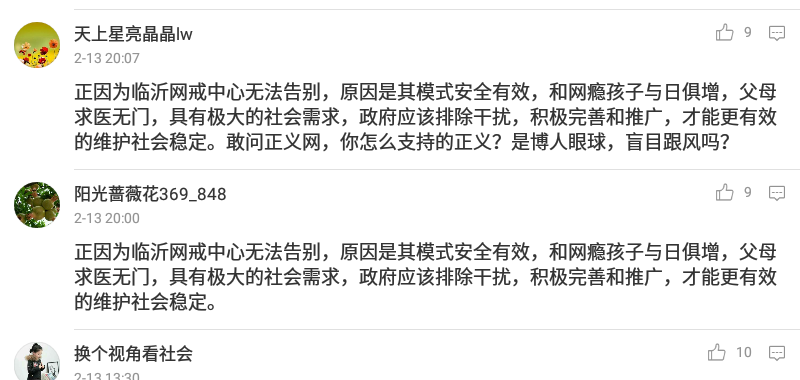 天上星亮晶晶lw
9
2-13 20:07
正因为临沂网戒中心无法告别，原因是其模式安全有效，和网瘾孩子与日俱增，父母
求医无门，具有极大的社会需求，政府应该排除干扰，积极完善和推广，才能更有效
的维护社会稳定。敢问正义网，你怎么支持的正义？是博人眼球，盲目跟风吗？
阳光蔷薇花369_848
9
2-13 20:00
正因为临沂网戒中心无法告别，原因是其模式安全有效，和网瘾孩子与日俱增，父母
求医无门，具有极大的社会需求，政府应该排除干扰，积极完善和推广，才能更有效
的维护社会稳定。
换个视角看社会
10
2-13 13:30